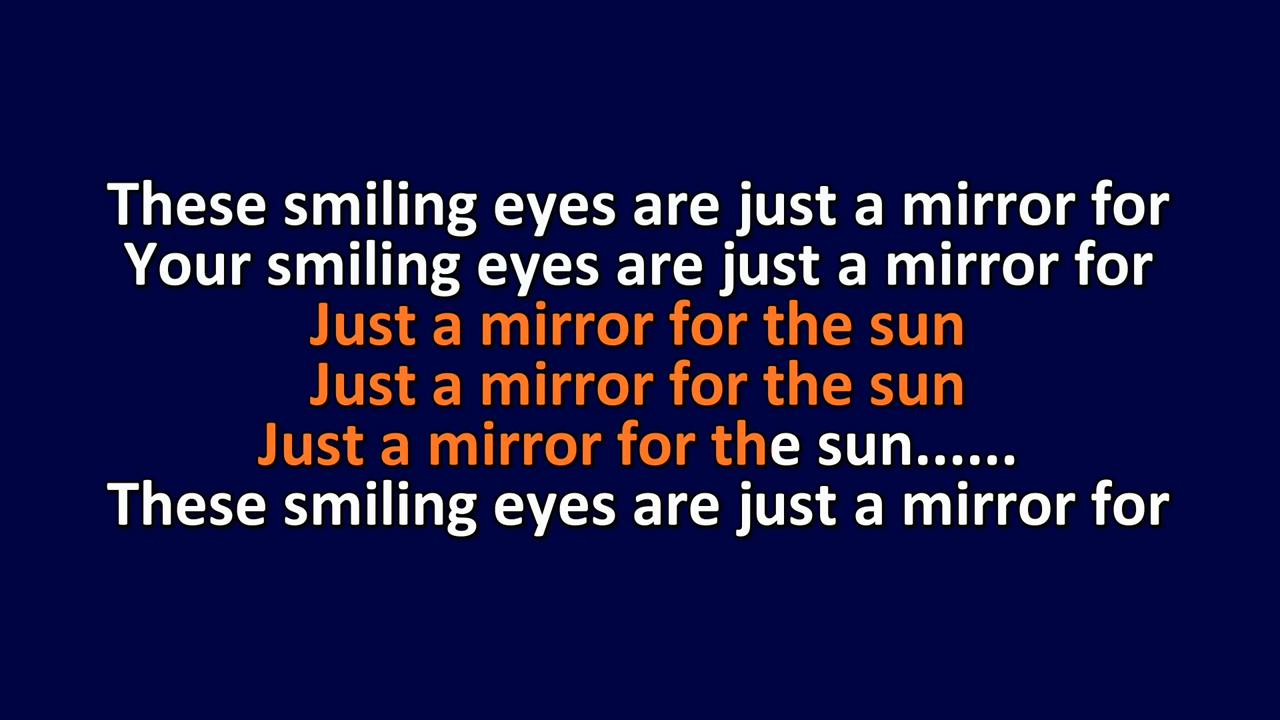 These smiling eyes are just a mirror for
Your smiling eyes are just a mirror for
Just a mirror for the sun
Just a mirror for the sun
Just a mirror for the sun......
These smiling eyes are just a mirror for